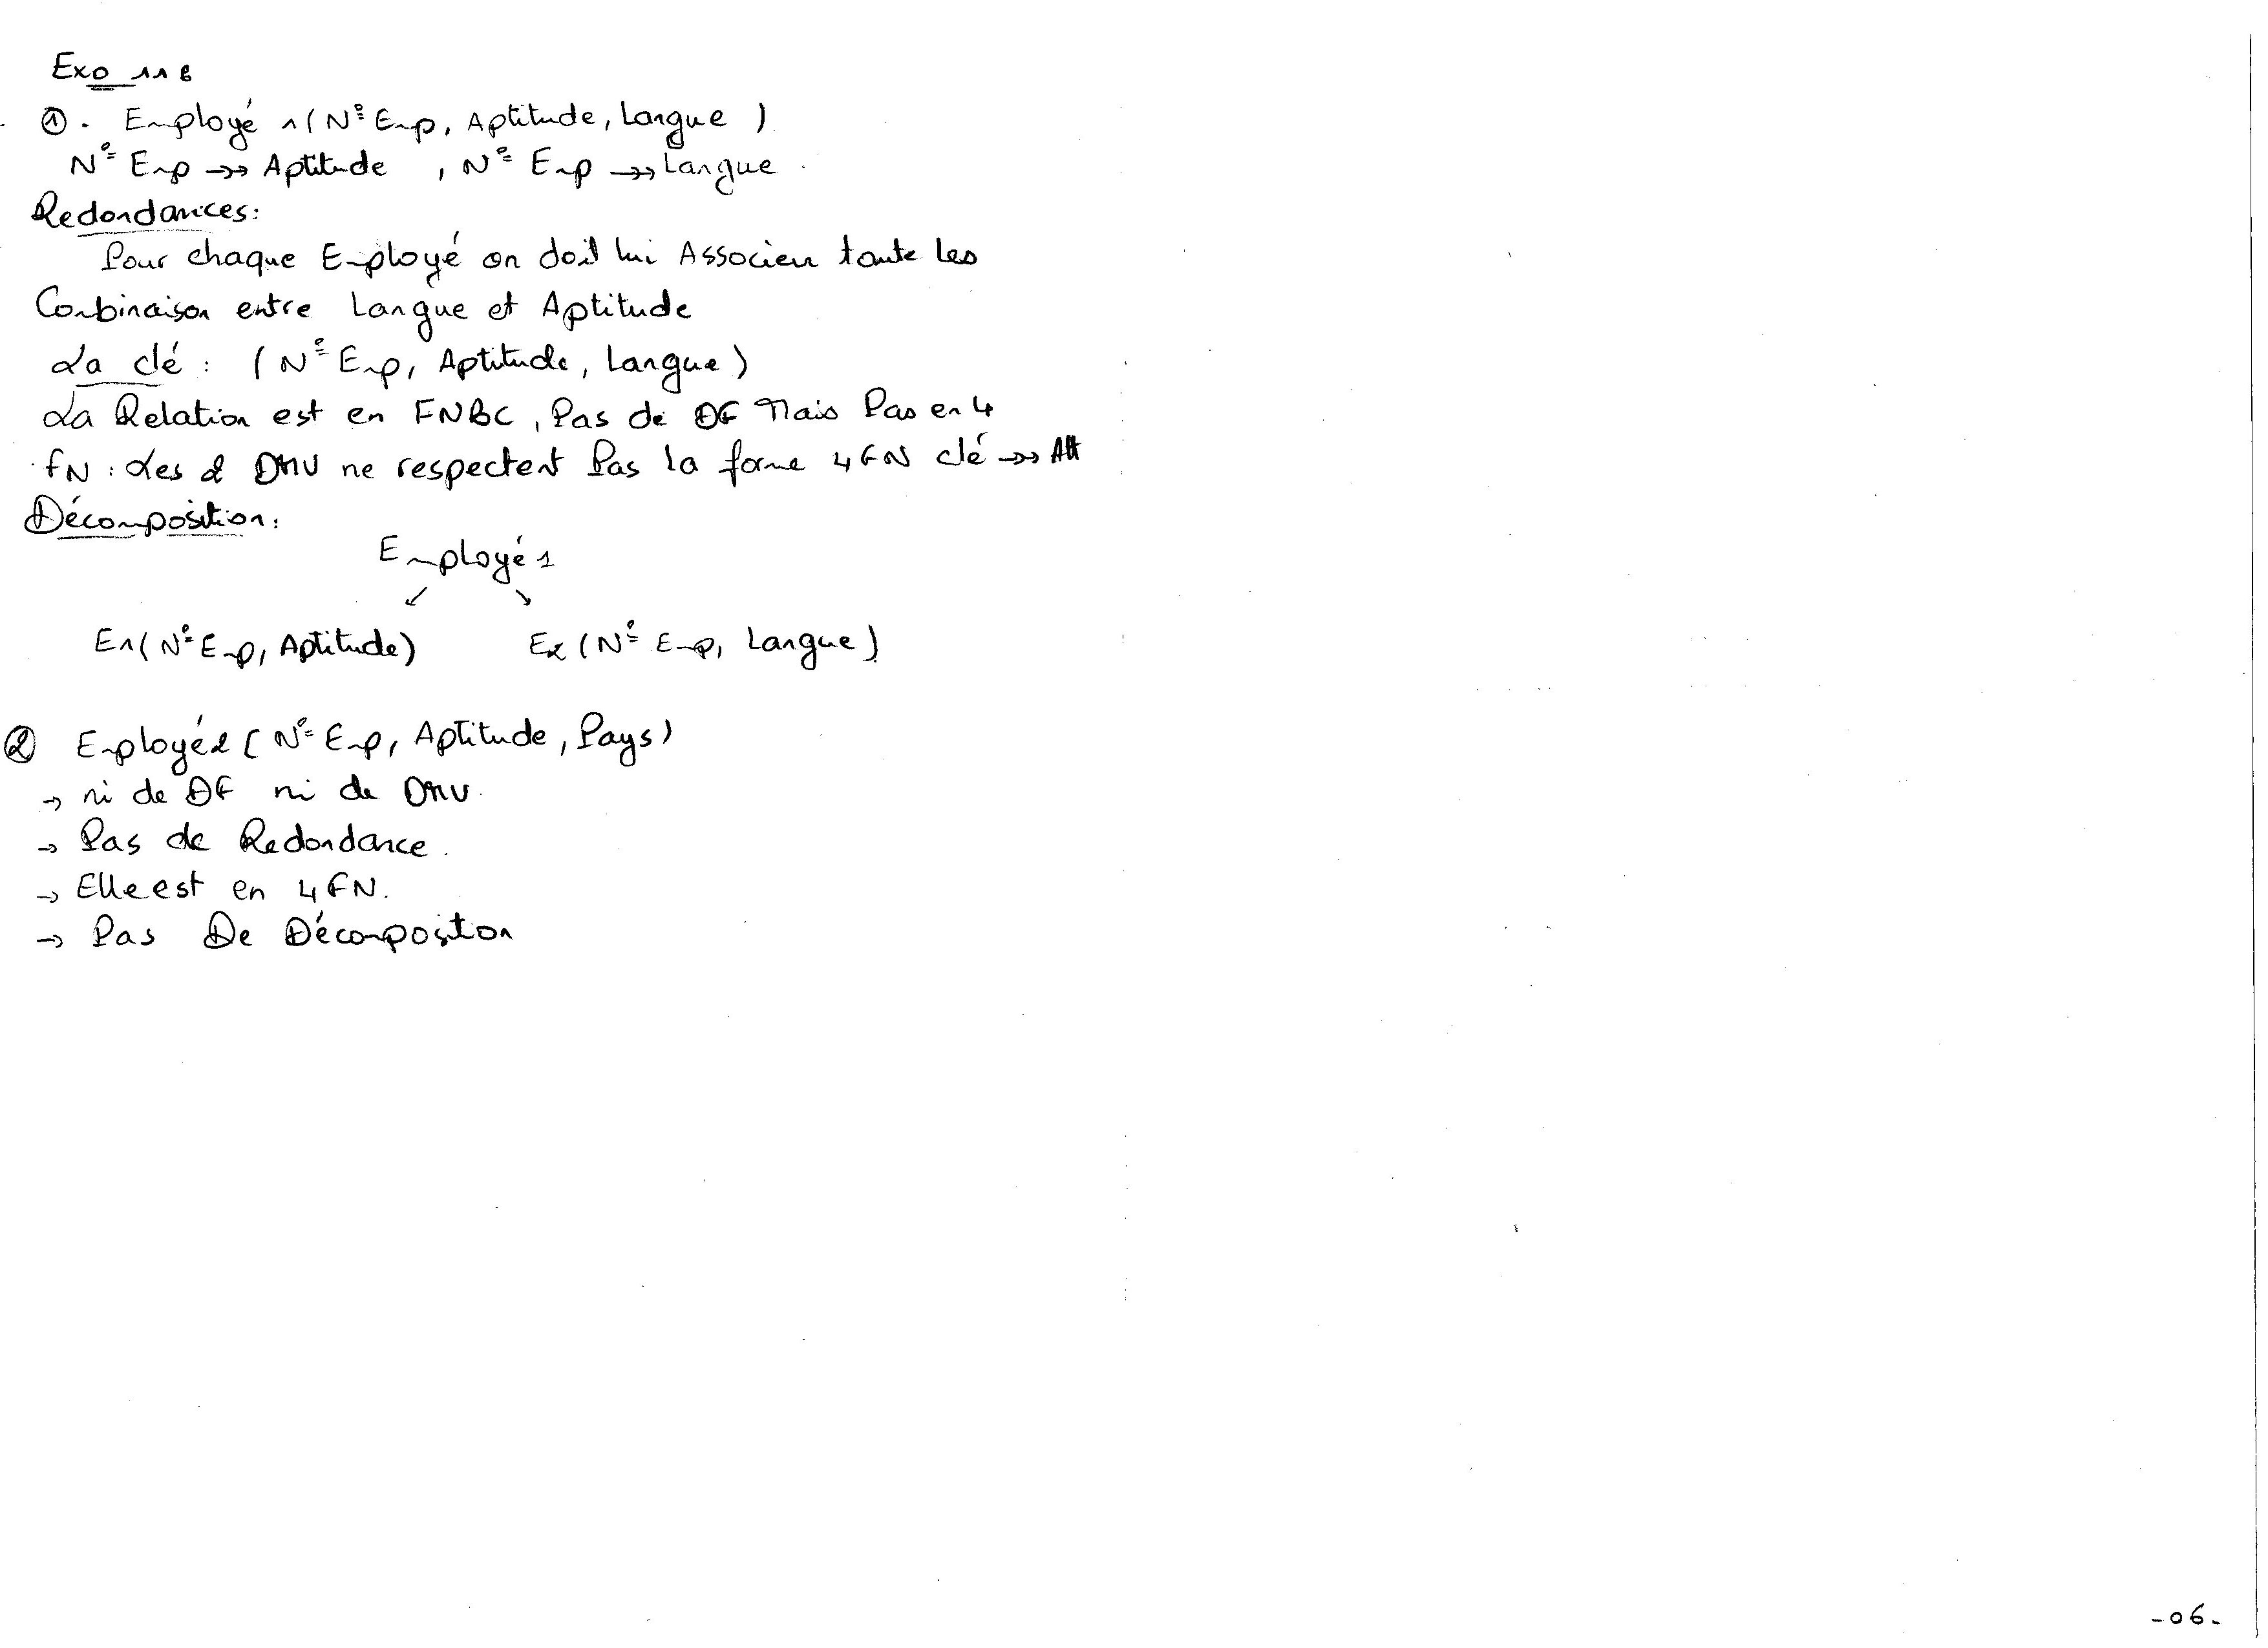 Exo 11 :
① . Employé 1 (N° Emp, Aptitude, Langue )
N° Emp →→ Aptitude , N° Emp →→ Langue .
Redondances:
Pour chaque Employé on doit lui Associer toute les
Combinaison entre Langue et Aptitude
La clé : (N° Emp, Aptitude, Langue)
La Relation est en FNBC, Pas de DF Mais Pas en 4
FN : Les 2 DMV ne respectent Pas la forme 4FN clé →→ Att
Décomposition:
Employé 1
↙ ↘
E1(N° Emp, Aptitude) E2 (N° Emp, Langue)
② Employé2 (N° Emp, Aptitude, Pays)
→ ni de DF ni de DMV.
→ Pas de Redondance.
→ Elle est en 4FN.
→ Pas De Décompositon
-06-